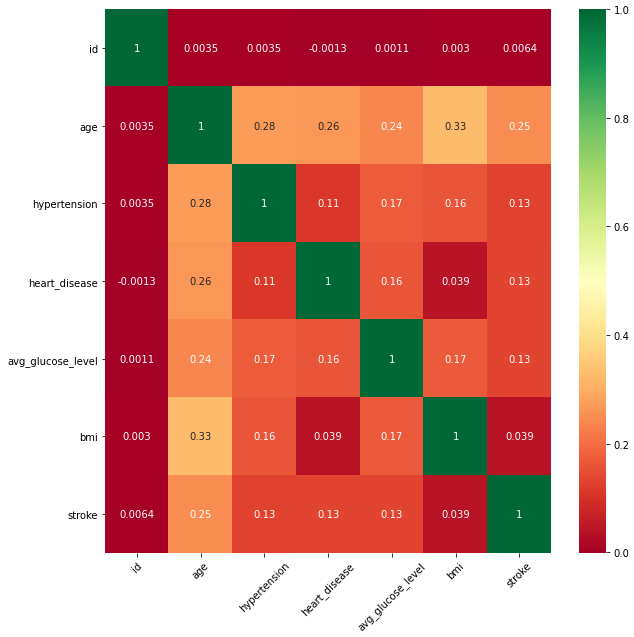 id 1 0.0035 0.0035 -0.0013 0.0011 0.003 0.0064
age 0.0035 1 0.28 0.26 0.24 0.33 0.25
hypertension 0.0035 0.28 1 0.11 0.17 0.16 0.13
heart_disease -0.0013 0.26 0.11 1 0.16 0.039 0.13
avg_glucose_level 0.0011 0.24 0.17 0.16 1 0.17 0.13
bmi 0.003 0.33 0.16 0.039 0.17 1 0.039
stroke 0.0064 0.25 0.13 0.13 0.13 0.039 1
id age hypertension heart_disease avg_glucose_level bmi stroke
1.0
0.8
0.6
0.4
0.2
0.0